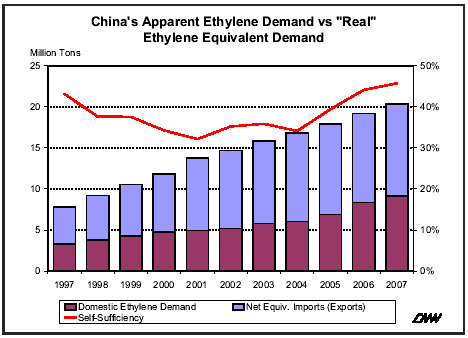 China's Apparent Ethylene Demand vs "Real"
Ethylene Equivalent Demand
Million Tons
25 50%
20 40%
15 30%
10 20%
5 10%
0 0%
1997 1998 1999 2000 2001 2002 2003 2004 2005 2006 2007
Domestic Ethylene Demand Net Equiv. Imports (Exports)
Self-Sufficiency